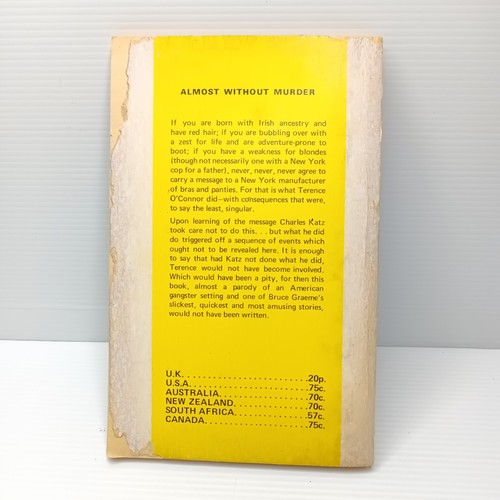 ALMOST WITHOUT MURDER
If you are born with Irish ancestry and
have red hair; if you are bubbling over with
a zest for life and are adventure-prone to
boot; if you have a weakness for blondes
(though not necessarily one with a New York
cop for a father), never, never, never agree to
carry a message to a New York manufacturer
of bras and panties. For that is what Terence
O'Connor did—with consequences that were,
to say the least, singular.
Upon learning of the message Charles Katz
took care not to do this. . . but what he did
do triggered off a sequence of events which
ought not to be revealed here. It is enough
to say that had Katz not done what he did,
Terence would not have become involved.
Which would have been a pity, for then this
book, almost a parody of an American
gangster setting and one of Bruce Graeme's
slickest, quickest and most amusing stories,
would not have been written.
U.K. . . . . . . . . . . . . . . . . . . . . . . .20p.
U.S.A. . . . . . . . . . . . . . . . . . . . . . .75c.
AUSTRALIA. . . . . . . . . . . . . . . . .70c.
NEW ZEALAND. . . . . . . . . . . . . .70c.
SOUTH AFRICA. . . . . . . . . . . . . .57c.
CANADA. . . . . . . . . . . . . . . . . . . .75c.